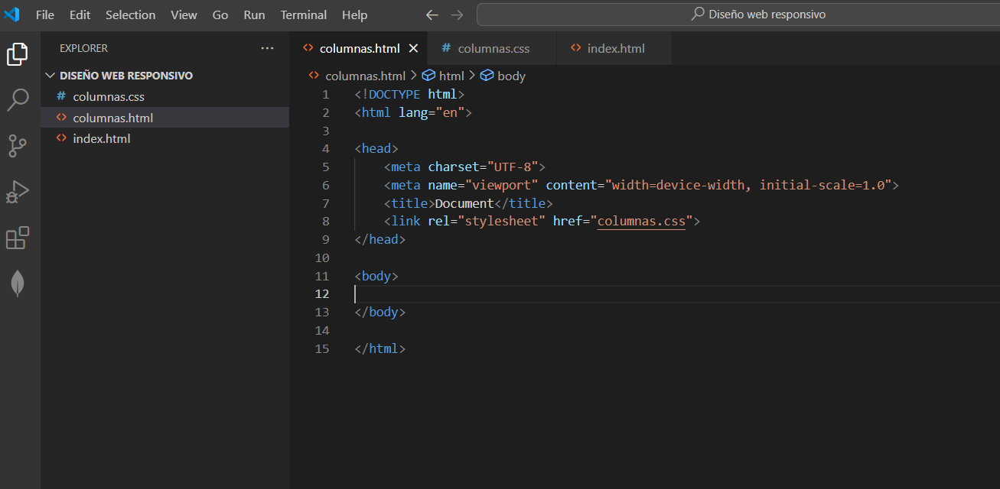 File Edit Selection View Go Run Terminal Help
Diseño web responsivo
EXPLORER
DISEÑO WEB RESPONSIVO
# columnas.css
<> columnas.html
<> index.html
<> columnas.html
# columnas.css
<> index.html
<> columnas.html > html > body
1 <!DOCTYPE html>
2 <html lang="en">
3
4 <head>
5     <meta charset="UTF-8">
6     <meta name="viewport" content="width=device-width, initial-scale=1.0">
7     <title>Document</title>
8     <link rel="stylesheet" href="columnas.css">
9 </head>
10
11 <body>
12
13 </body>
14
15 </html>